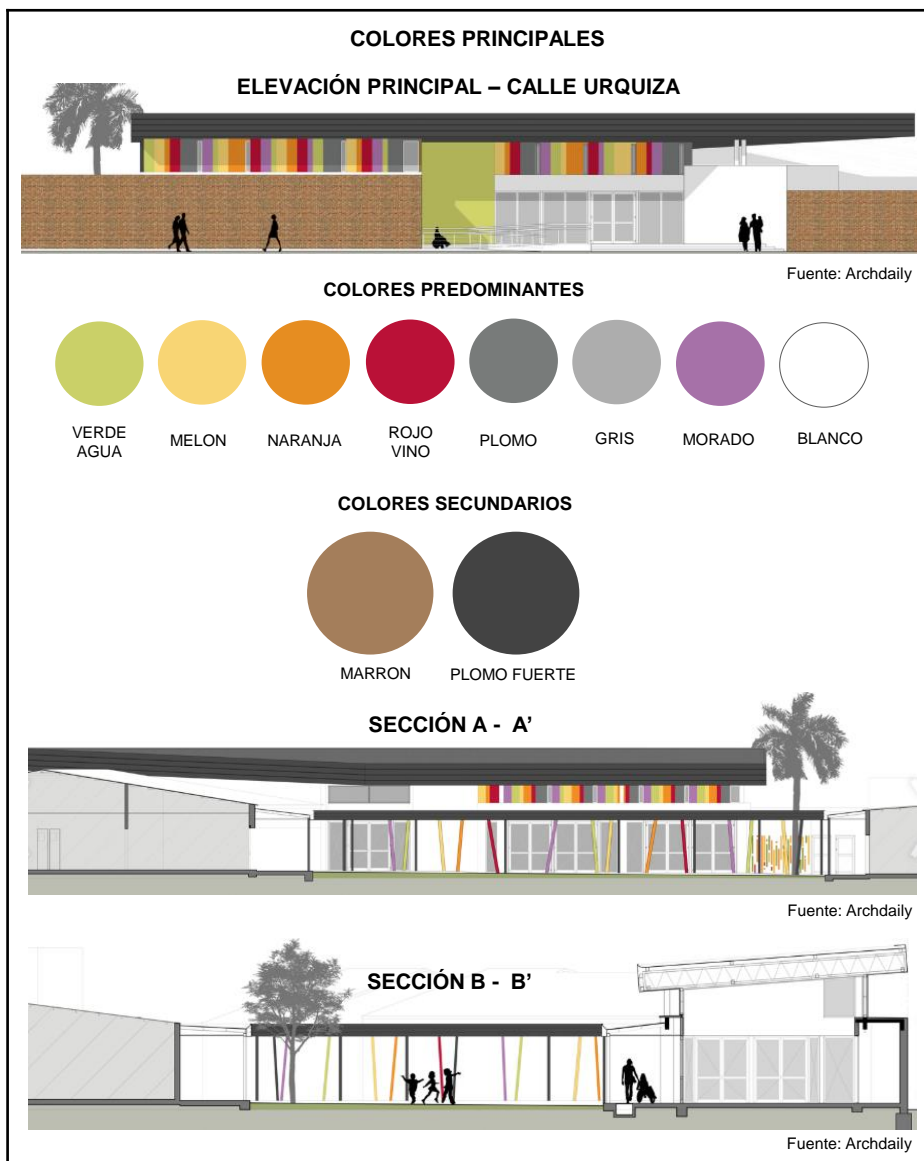 COLORES PRINCIPALES
ELEVACIÓN PRINCIPAL – CALLE URQUIZA
Fuente: Archdaily
COLORES PREDOMINANTES
VERDE
AGUA
MELON
NARANJA
ROJO
VINO
PLOMO
GRIS
MORADO
BLANCO
COLORES SECUNDARIOS
MARRON
PLOMO FUERTE
SECCIÓN A - A’
Fuente: Archdaily
SECCIÓN B - B’
Fuente: Archdaily